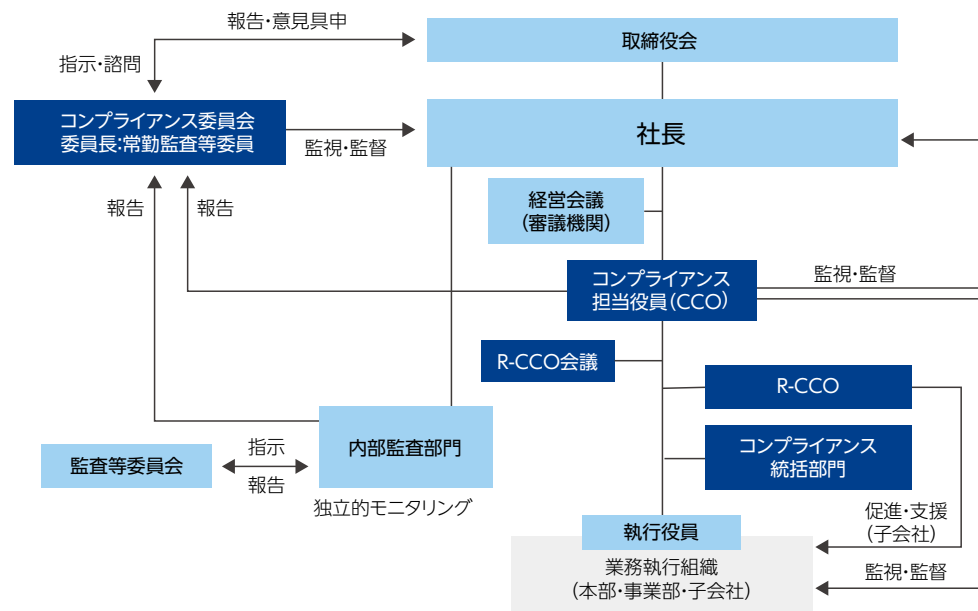 報告・意見具申
取締役会
指示・諮問
コンプライアンス委員会
委員長:常勤監査等委員
監視・監督
社長
報告
報告
経営会議
(審議機関)
コンプライアンス
担当役員(CCO)
監視・監督
R-CCO会議
R-CCO
内部監査部門
コンプライアンス
統括部門
監査等委員会
指示
報告
独立的モニタリング
促進・支援
(子会社)
執行役員
業務執行組織
(本部・事業部・子会社)
監視・監督